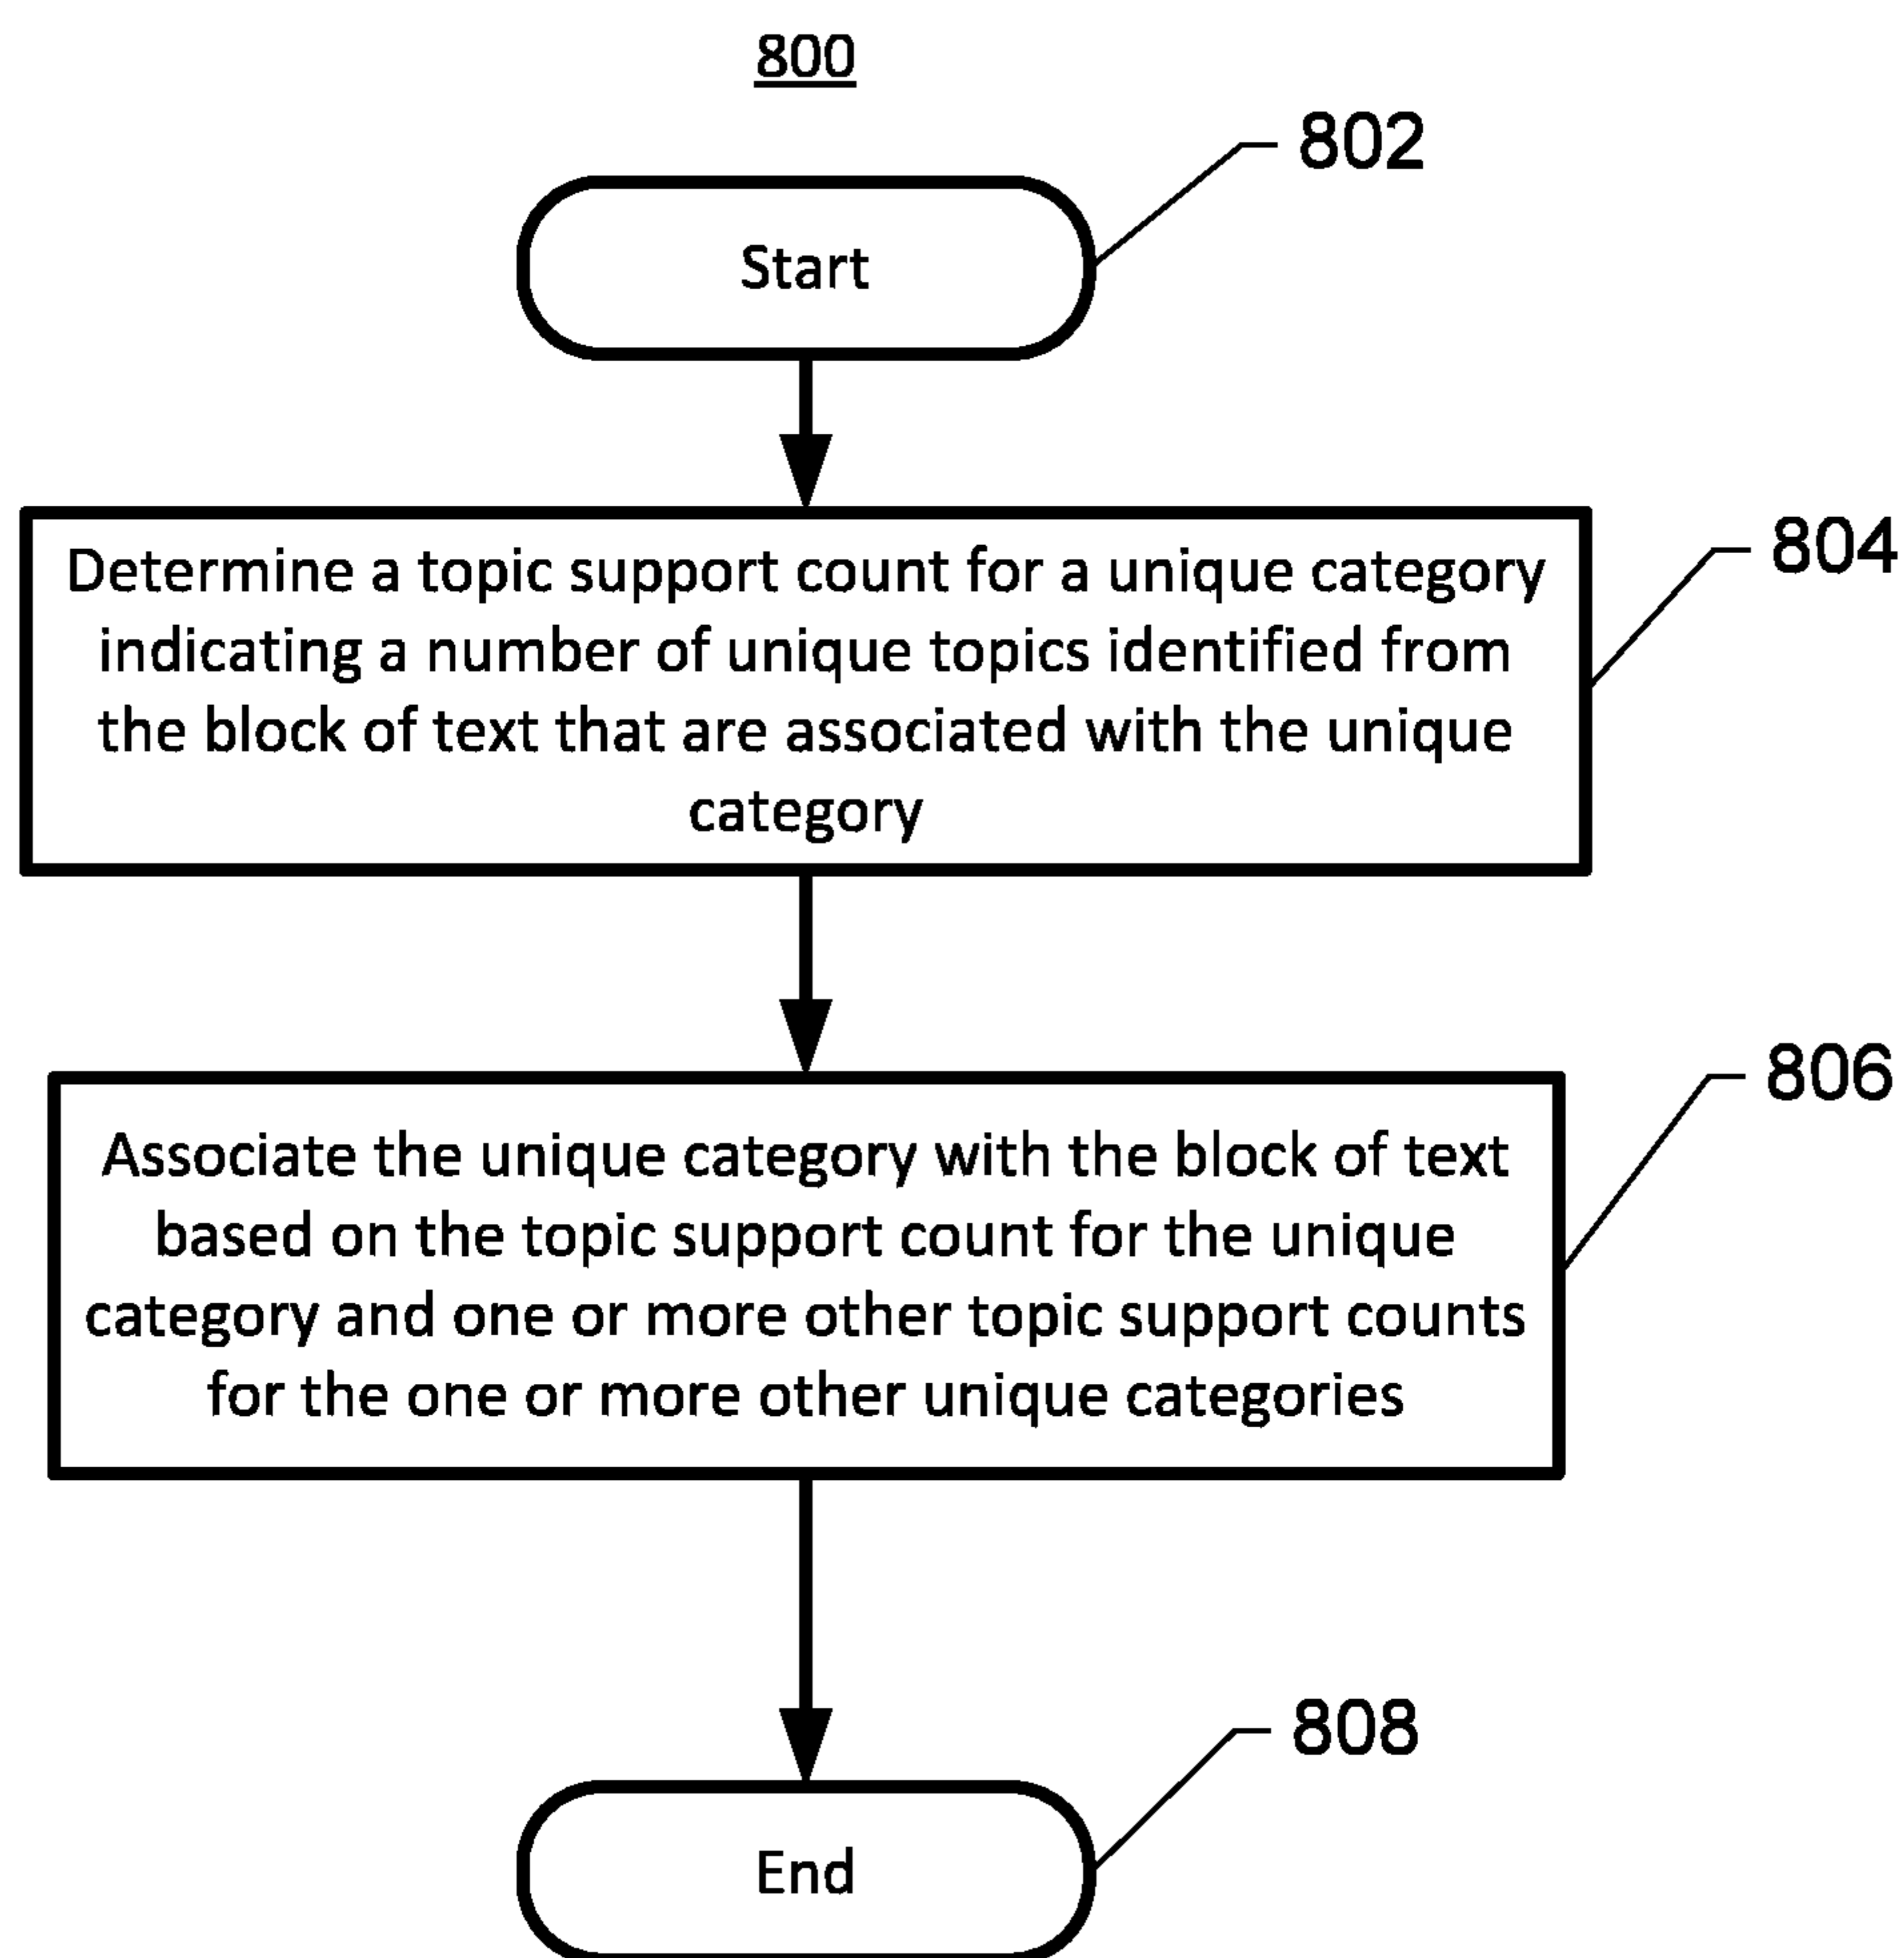 800
802
Start
804
Determine a topic support count for a unique category
indicating a number of unique topics identified from
the block of text that are associated with the unique
category
806
Associate the unique category with the block of text
based on the topic support count for the unique
category and one or more other topic support counts
for the one or more other unique categories
808
End